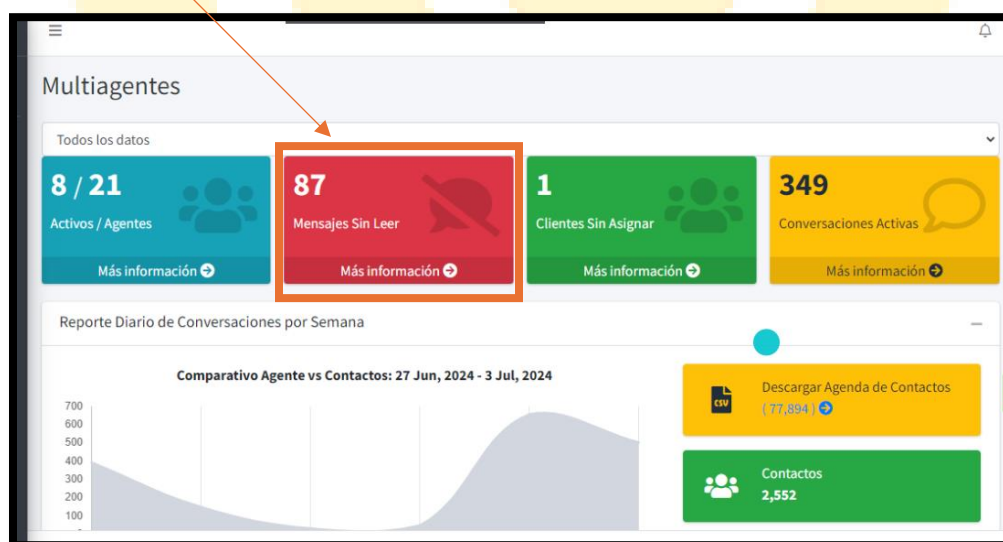 Multiagentes
Todos los datos
8 / 21
Activos / Agentes
Más información
87
Mensajes Sin Leer
Más información
1
Clientes Sin Asignar
Más información
349
Conversaciones Activas
Más información
Reporte Diario de Conversaciones por Semana
Comparativo Agente vs Contactos: 27 Jun, 2024 - 3 Jul, 2024
700
600
500
400
300
200
100
CSV
Descargar Agenda de Contactos
( 77,894 )
Contactos
2,552